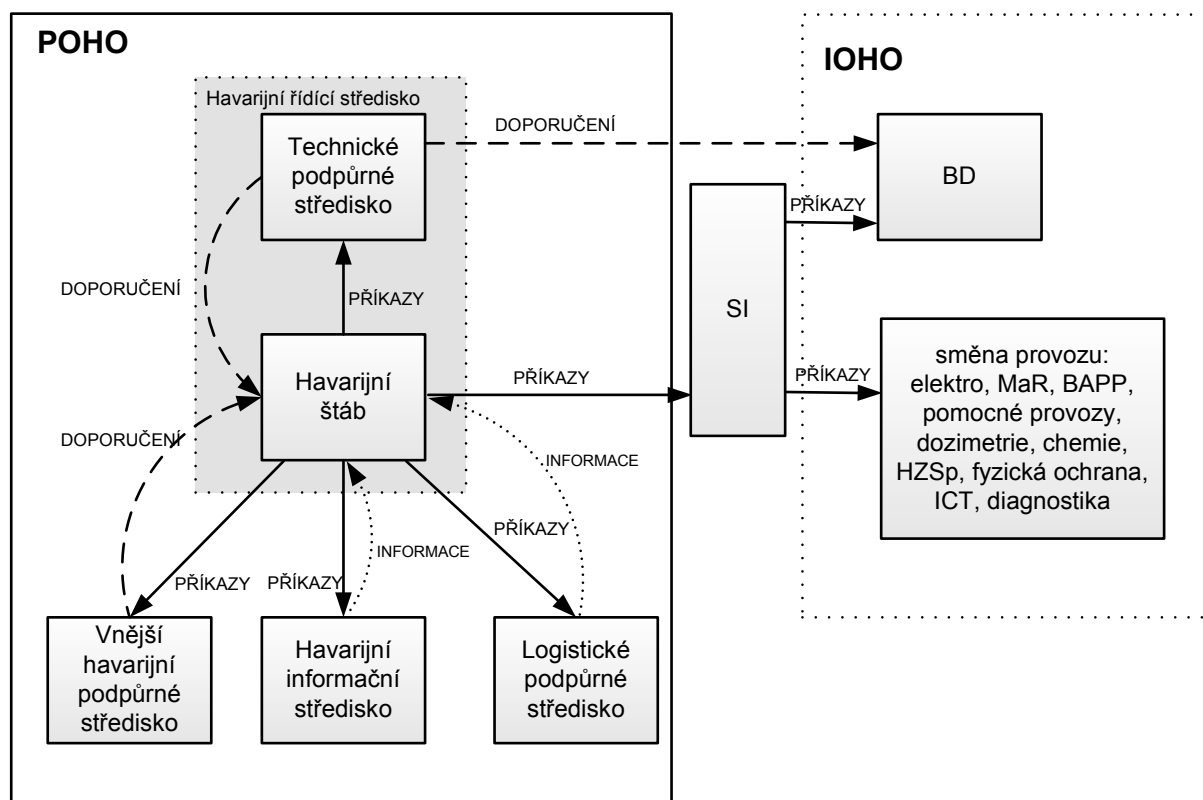 POHO
IOHO
Havarijní řídící středisko
Technické
podpůrné
středisko
DOPORUČENÍ
BD
PŘÍKAZY
SI
DOPORUČENÍ
PŘÍKAZY
Havarijní
štáb
PŘÍKAZY
PŘÍKAZY
směna provozu:
elektro, MaR, BAPP,
pomocné provozy,
dozimetrie, chemie,
HZSp, fyzická ochrana,
ICT, diagnostika
DOPORUČENÍ
INFORMACE
PŘÍKAZY
INFORMACE
PŘÍKAZY
PŘÍKAZY
Vnější
havarijní
podpůrné
středisko
Havarijní
informační
středisko
Logistické
podpůrné
středisko